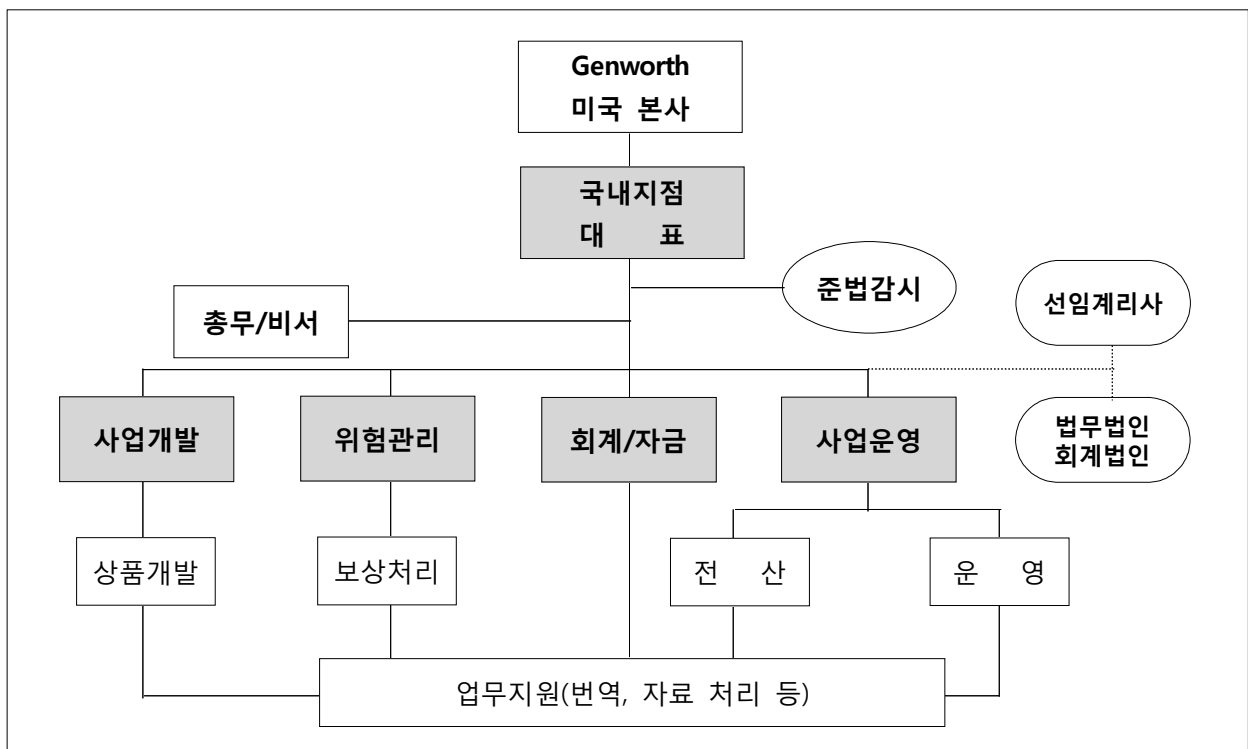 Genworth
미국 본사
국내지점
대 표
준법감시
선임계리사
총무/비서
사업개발
위험관리
회계/자금
사업운영
법무법인
회계법인
상품개발
보상처리
전 산
운 영
업무지원(번역, 자료 처리 등)